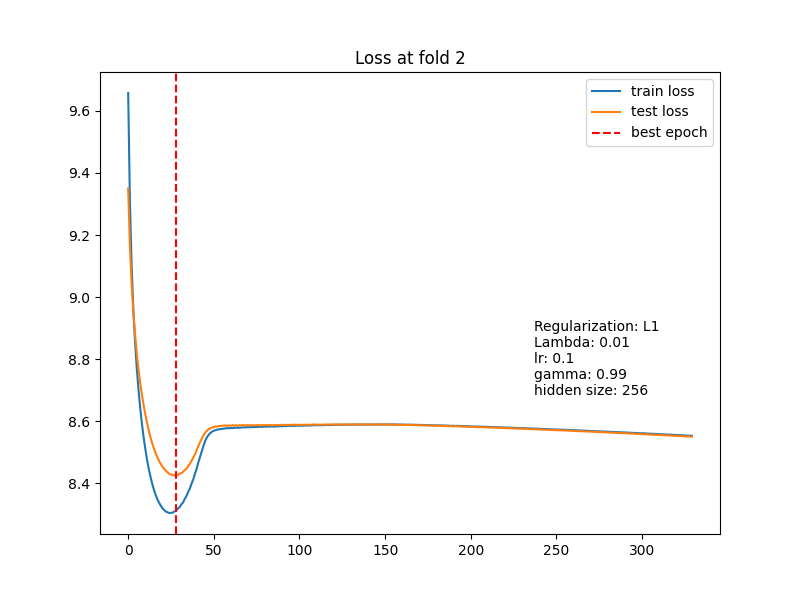 Loss at fold 2
train loss
test loss
best epoch
9.6
9.4
9.2
9.0
8.8
8.6
8.4
Regularization: L1
Lambda: 0.01
lr: 0.1
gamma: 0.99
hidden size: 256
0
50
100
150
200
250
300